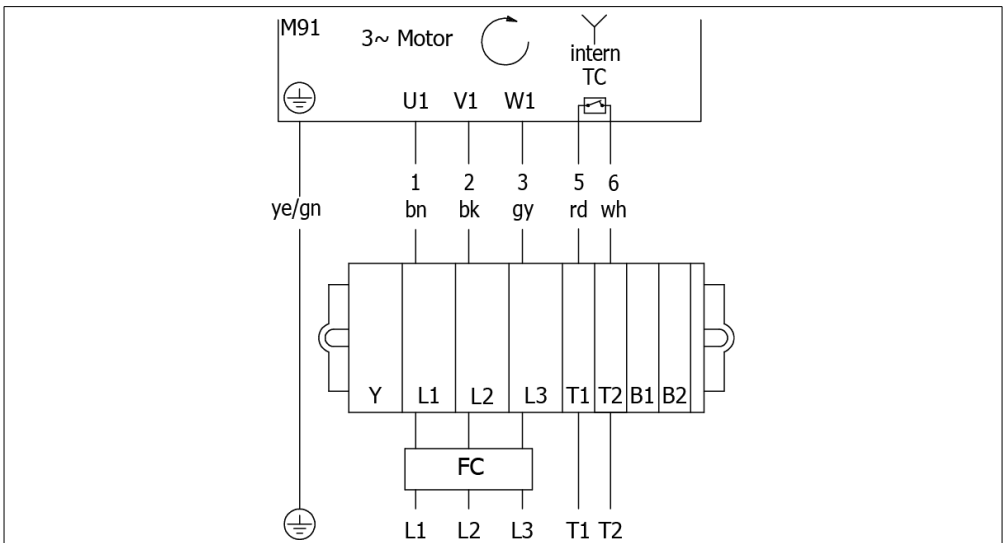 M91
3~ Motor
intern
TC
U1 V1 W1
1 2 3 5 6
ye/gn bn bk gy rd wh
Y L1 L2 L3 T1 T2 B1 B2
FC
L1 L2 L3 T1 T2